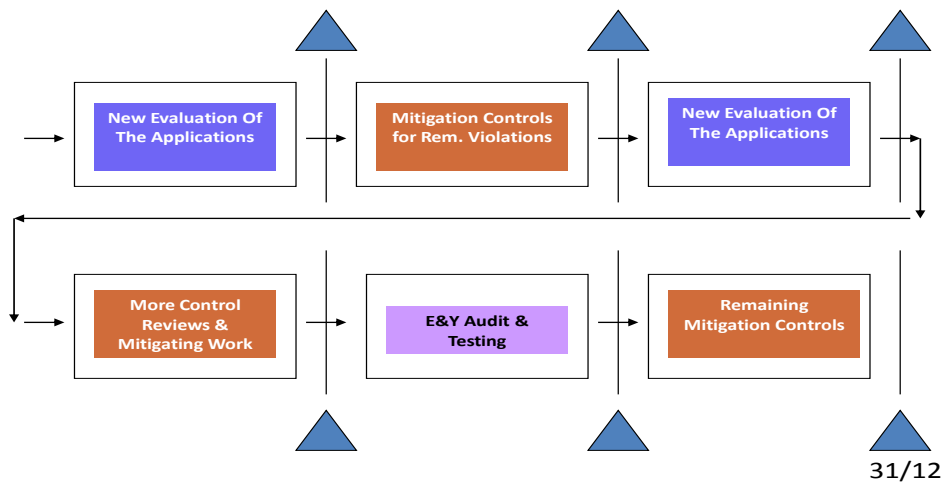 New Evaluation Of
The Applications
Mitigation Controls
for Rem. Violations
New Evaluation Of
The Applications
More Control
Reviews &
Mitigating Work
E&Y Audit &
Testing
Remaining
Mitigation Controls
31/12